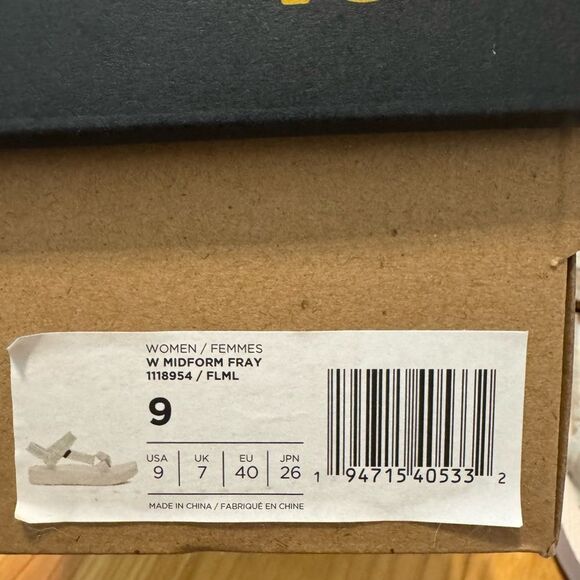 WOMEN / FEMMES
W MIDFORM FRAY
1118954 / FLML
9
USA UK EU JPN
9 7 40 26
MADE IN CHINA / FABRIQUÉ EN CHINE
1 94715 40533 2